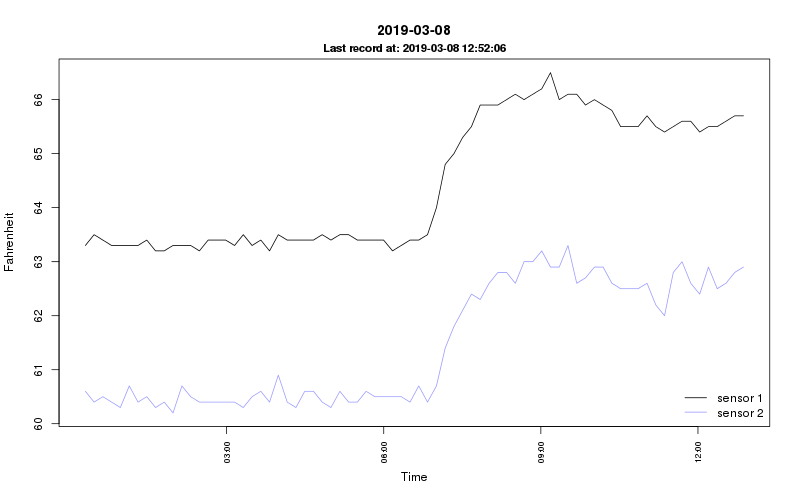 2019-03-08
Last record at: 2019-03-08 12:52:06
Fahrenheit
66
65
64
63
62
61
60
sensor 1
sensor 2
03:00
06:00
09:00
12:00
Time